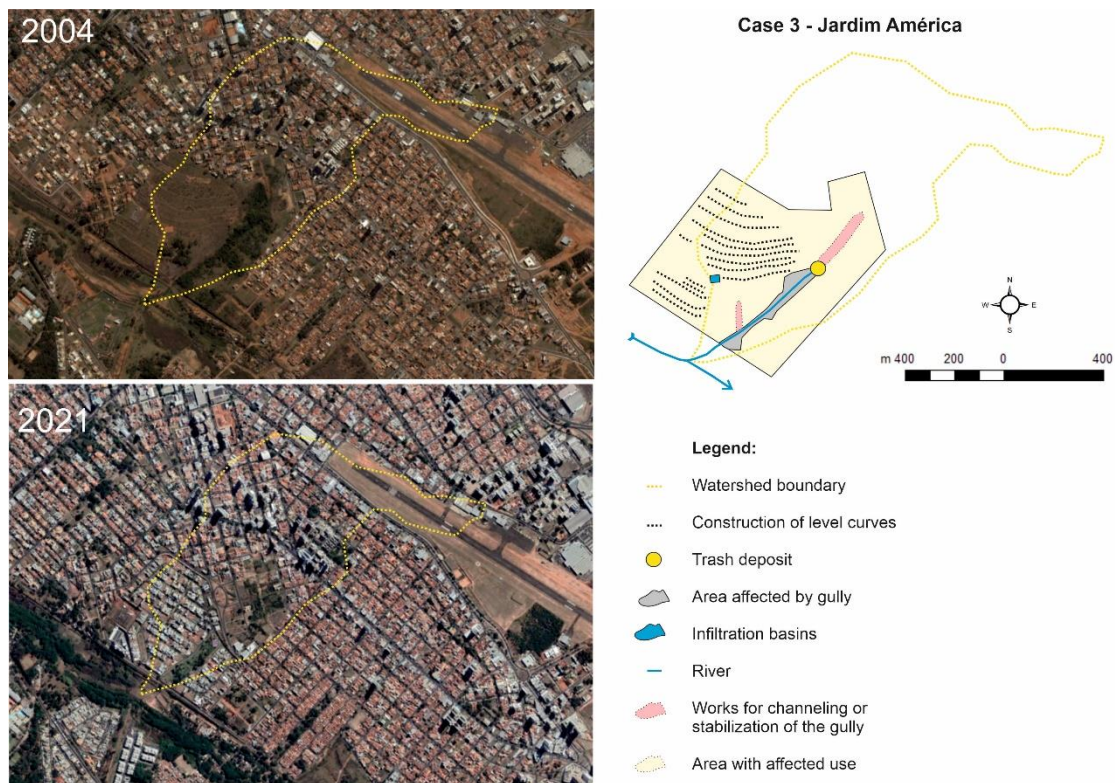 2004
2021
Case 3 - Jardim América
N
W E
S
m 400 200 0 400
Legend:
Watershed boundary
Construction of level curves
Trash deposit
Area affected by gully
Infiltration basins
River
Works for channeling or
stabilization of the gully
Area with affected use